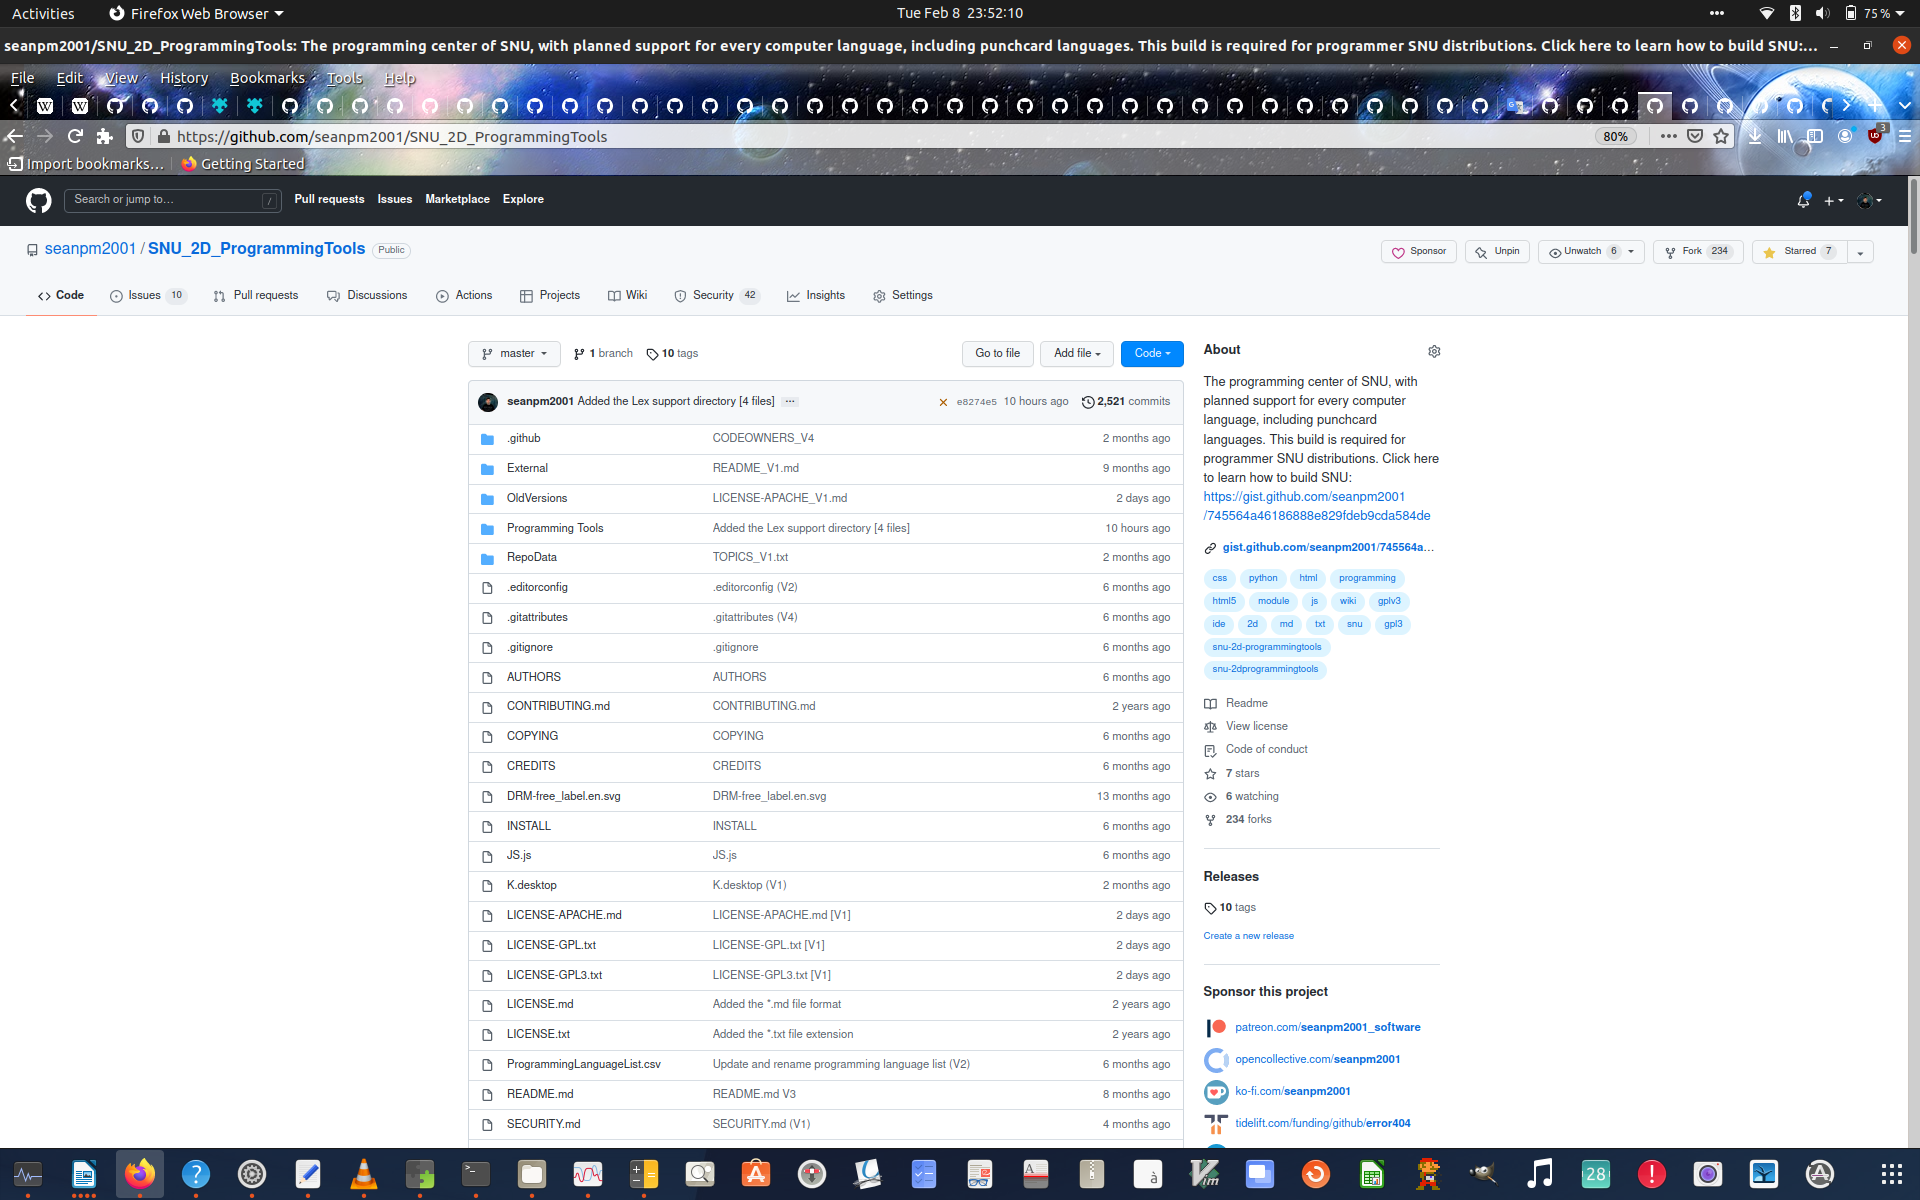 Activities
Firefox Web Browser
Tue Feb 8 23:52:10
75 %
seanpm2001/SNU_2D_ProgrammingTools: The programming center of SNU, with planned support for every computer language, including punchcard languages. This build is required for programmer SNU distributions. Click here to learn how to build SNU:...
File Edit View History Bookmarks Tools Help
https://github.com/seanpm2001/SNU_2D_ProgrammingTools
80%
3
Import bookmarks... Getting Started
Search or jump to... /
Pull requests Issues Marketplace Explore
seanpm2001 / SNU_2D_ProgrammingTools Public
Sponsor Unpin Unwatch 6 Fork 234 Starred 7
Code Issues 10 Pull requests Discussions Actions Projects Wiki Security 42 Insights Settings
master 1 branch 10 tags Go to file Add file Code
seanpm2001 Added the Lex support directory [4 files] ... e8274e5 10 hours ago 2,521 commits
.github CODEOWNERS_V4 2 months ago
External README_V1.md 9 months ago
OldVersions LICENSE-APACHE_V1.md 2 days ago
Programming Tools Added the Lex support directory [4 files] 10 hours ago
RepoData TOPICS_V1.txt 2 months ago
.editorconfig .editorconfig (V2) 6 months ago
.gitattributes .gitattributes (V4) 6 months ago
.gitignore .gitignore 6 months ago
AUTHORS AUTHORS 6 months ago
CONTRIBUTING.md CONTRIBUTING.md 2 years ago
COPYING COPYING 6 months ago
CREDITS CREDITS 6 months ago
DRM-free_label.en.svg DRM-free_label.en.svg 13 months ago
INSTALL INSTALL 6 months ago
JS.js JS.js 6 months ago
K.desktop K.desktop (V1) 2 months ago
LICENSE-APACHE.md LICENSE-APACHE.md [V1] 2 days ago
LICENSE-GPL.txt LICENSE-GPL.txt [V1] 2 days ago
LICENSE-GPL3.txt LICENSE-GPL3.txt [V1] 2 days ago
LICENSE.md Added the *.md file format 2 years ago
LICENSE.txt Added the *.txt file extension 2 years ago
ProgrammingLanguageList.csv Update and rename programming language list (V2) 6 months ago
README.md README.md V3 8 months ago
SECURITY.md SECURITY.md (V1) 4 months ago
About
The programming center of SNU, with
planned support for every computer
language, including punchcard
languages. This build is required for
programmer SNU distributions. Click here
to learn how to build SNU:
https://gist.github.com/seanpm2001
/745564a46186888e829fdeb9cda584de
gist.github.com/seanpm2001/745564a...
css python html programming
html5 module js wiki gplv3
ide 2d md txt snu gpl3
snu-2d-programmingtools
snu-2dprogrammingtools
Readme
View license
Code of conduct
7 stars
6 watching
234 forks
Releases
10 tags
Create a new release
Sponsor this project
patreon.com/seanpm2001_software
opencollective.com/seanpm2001
ko-fi.com/seanpm2001
tidelift.com/funding/github/error404
28